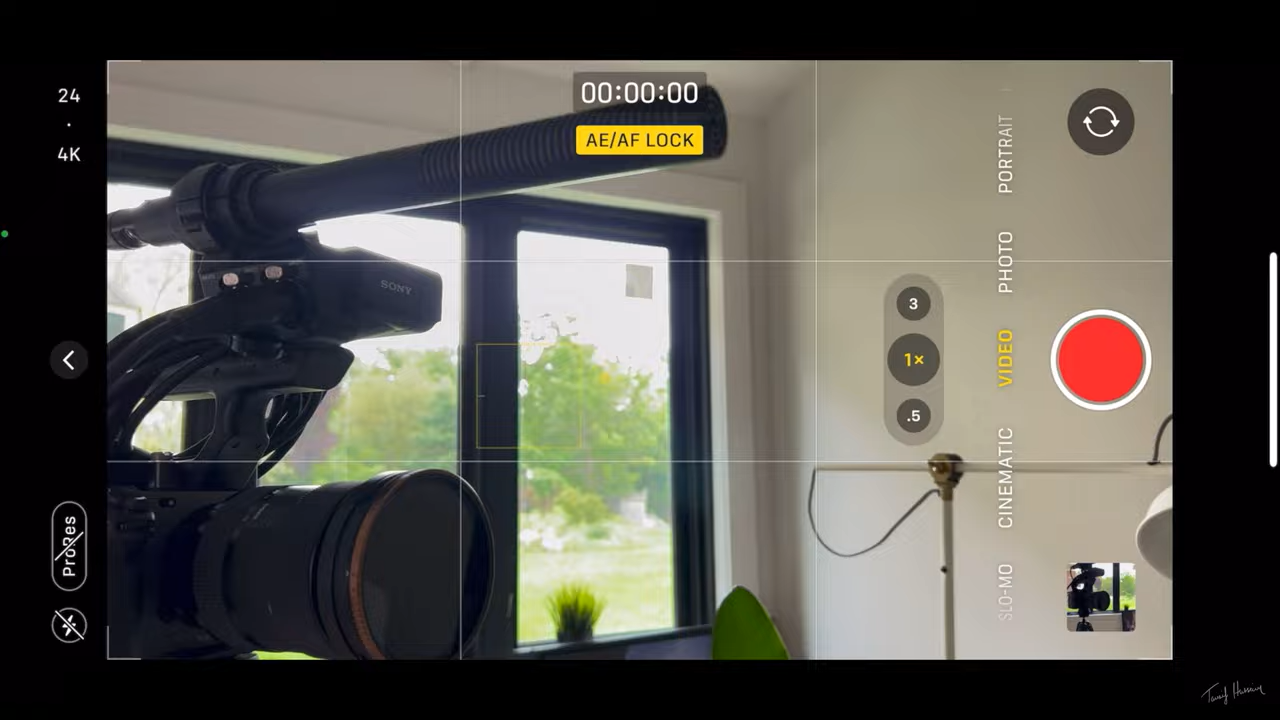 24
·
4K
00:00:00
AE/AF LOCK
SONY
3
1×
.5
PORTRAIT
PHOTO
VIDEO
CINEMATIC
SLO-MO
ProRes